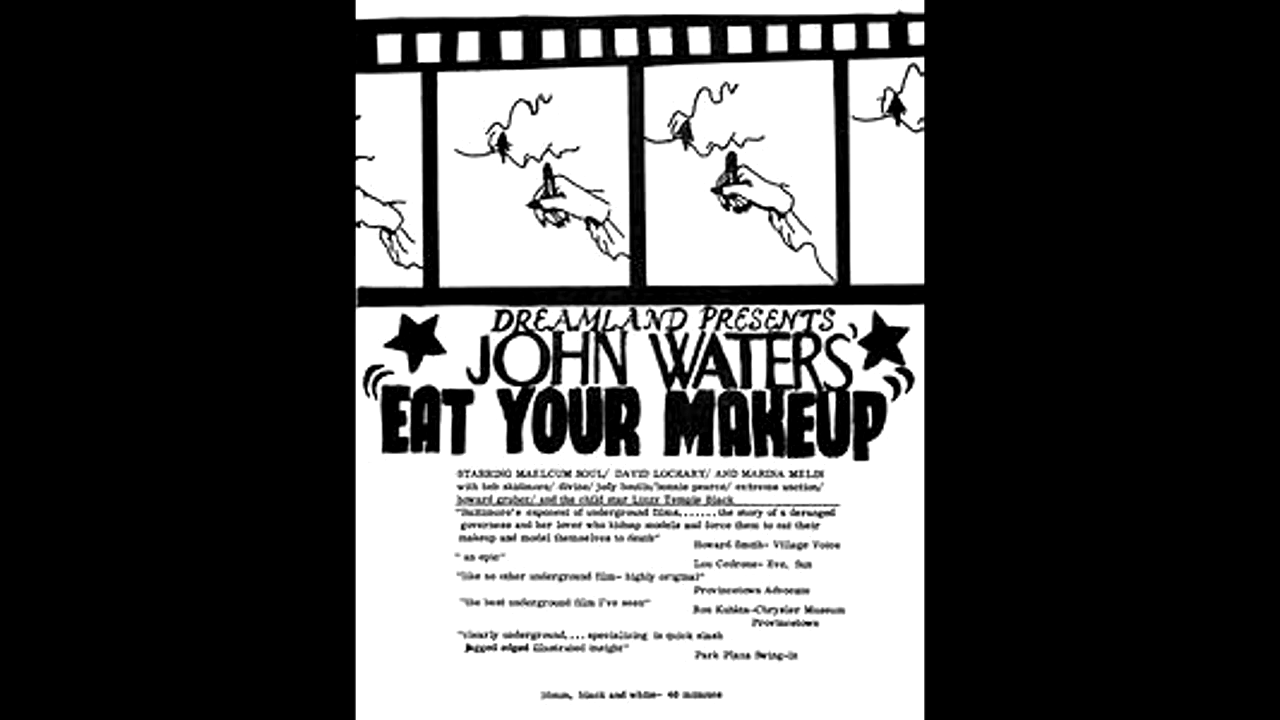 DREAMLAND PRESENTS
JOHN WATERS'
EAT YOUR MAKEUP
STARRING MAELCUM SOUL/ DAVID LOCHARY/ AND MARINA MELIN
with bob skidmore/ divine/ judy boutin/ bonnie pearce/ extreme unction/
howard gruber/ and the child star Lizzy Temple Black
"Baltimore's exponent of underground films,......the story of a deranged
governess and her lover who kidnap models and force them to eat their
makeup and model themselves to death"
Howard Smith- Village Voice
" an epic"
Lou Cedrone- Eve. Sun
"like no other underground film- highly original"
Provincetown Advocate
"the best underground film I've seen"
-Chrysler Museum
Provincetown
"clearly underground,... specializing in quick slash
jagged edged illustrated insight"
Park Plaza Swing-In
16mm, black and white- 40 minutes